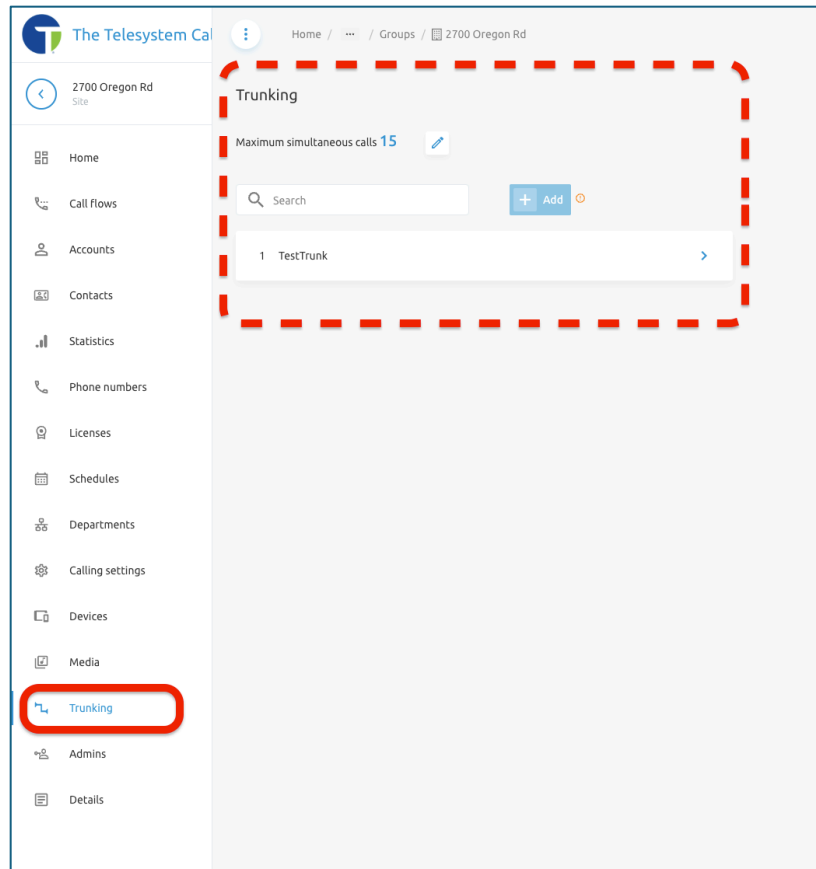 The Telesystem Cal
Home / ··· / Groups / 2700 Oregon Rd
2700 Oregon Rd
Site
Trunking
Maximum simultaneous calls 15
Search
+ Add
1 TestTrunk
Home
Call flows
Accounts
Contacts
Statistics
Phone numbers
Licenses
Schedules
Departments
Calling settings
Devices
Media
Trunking
Admins
Details